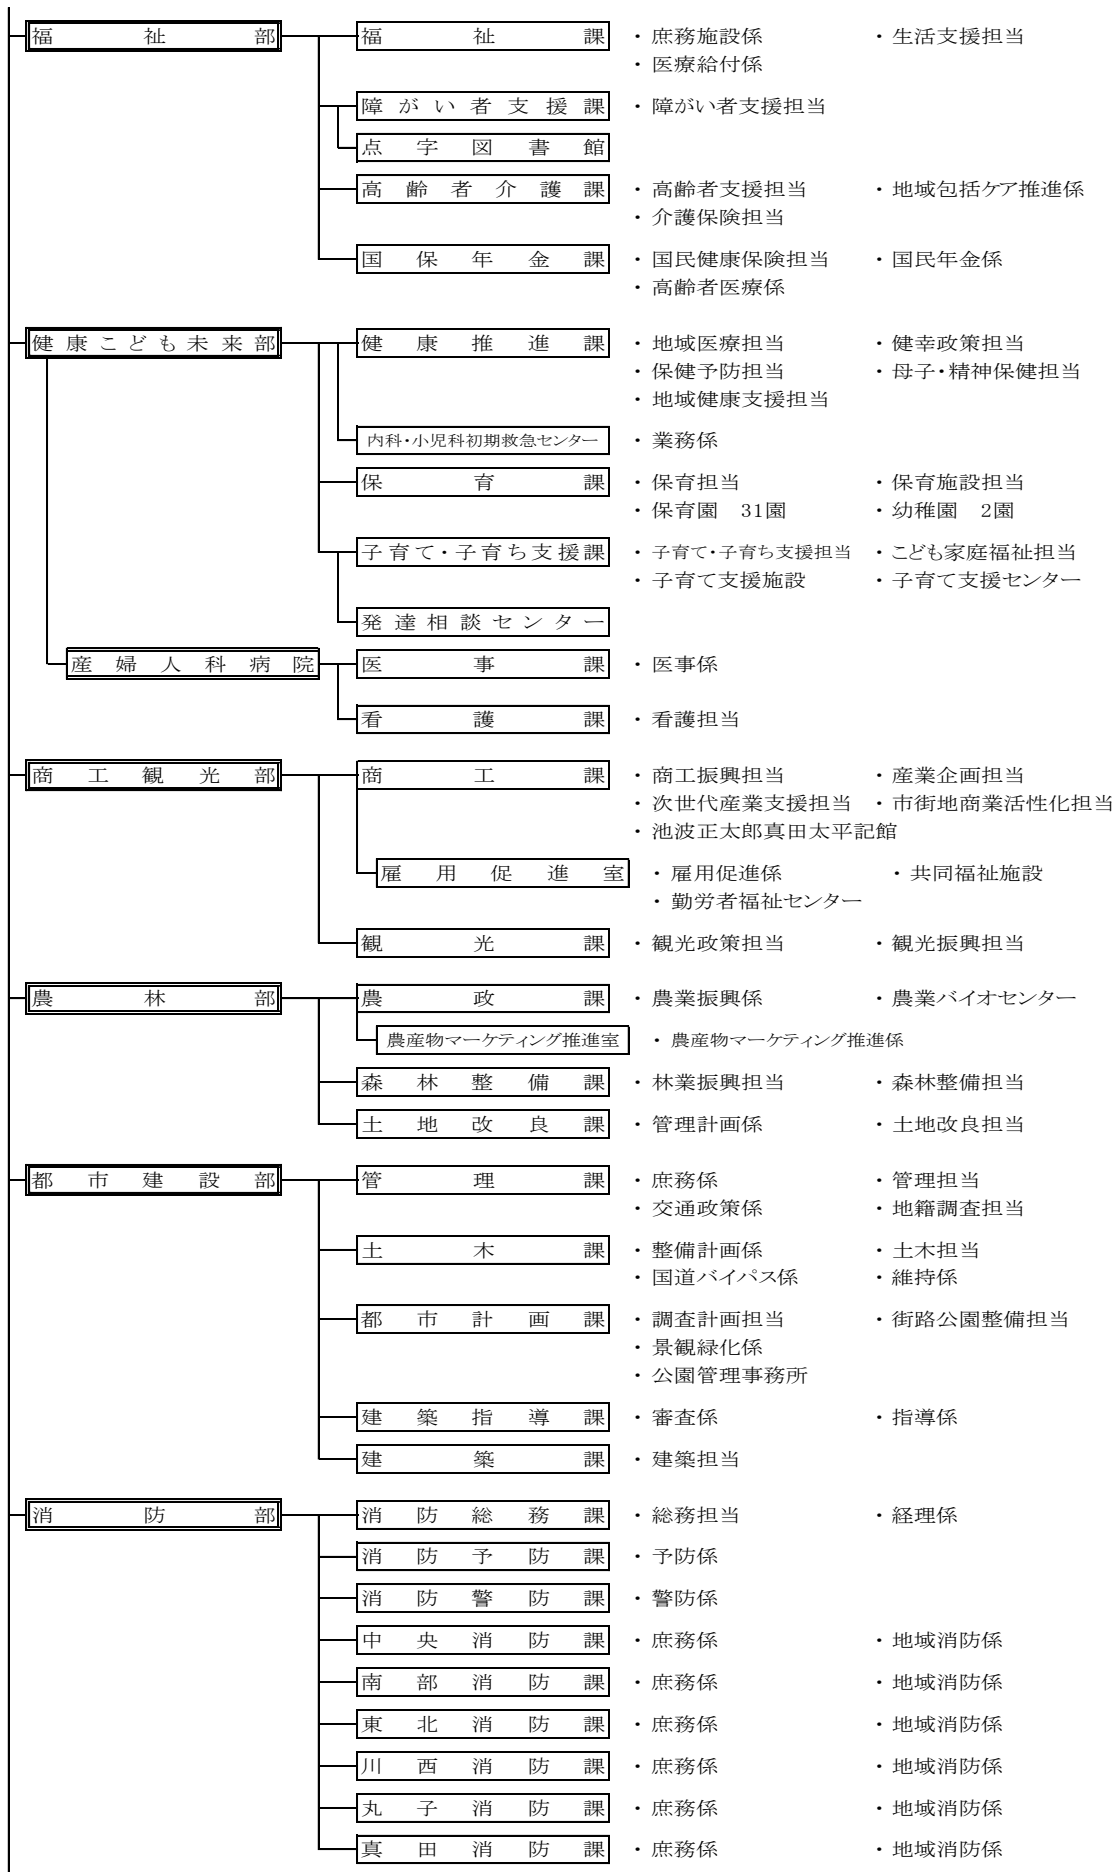 福祉部 福祉課 ・庶務施設係 ・生活支援担当
・医療給付係
障がい者支援課 ・障がい者支援担当
点字図書館
高齢者介護課 ・高齢者支援担当 ・地域包括ケア推進係
・介護保険担当
国保年金課 ・国民健康保険担当 ・国民年金係
・高齢者医療係
健康こども未来部 健康推進課 ・地域医療担当 ・健幸政策担当
・保健予防担当 ・母子・精神保健担当
・地域健康支援担当
内科・小児科初期救急センター ・業務係
保育課 ・保育担当 ・保育施設担当
・保育園 31園 ・幼稚園 2園
子育て・子育ち支援課 ・子育て・子育ち支援担当 ・こども家庭福祉担当
・子育て支援施設 ・子育て支援センター
発達相談センター
産婦人科病院 医事課 ・医事係
看護課 ・看護担当
商工観光部 商工課 ・商工振興担当 ・産業企画担当
・次世代産業支援担当 ・市街地商業活性化担当
・池波正太郎真田太平記館
雇用促進室 ・雇用促進係 ・共同福祉施設
・勤労者福祉センター
観光課 ・観光政策担当 ・観光振興担当
農林部 農政課 ・農業振興係 ・農業バイオセンター
農産物マーケティング推進室 ・農産物マーケティング推進係
森林整備課 ・林業振興担当 ・森林整備担当
土地改良課 ・管理計画係 ・土地改良担当
都市建設部 管理課 ・庶務係 ・管理担当
・交通政策係 ・地籍調査担当
土木課 ・整備計画係 ・土木担当
・国道バイパス係 ・維持係
都市計画課 ・調査計画担当 ・街路公園整備担当
・景観緑化係
・公園管理事務所
建築指導課 ・審査係 ・指導係
建築課 ・建築担当
消防部 消防総務課 ・総務担当 ・経理係
消防予防課 ・予防係
消防警防課 ・警防係
中央消防課 ・庶務係 ・地域消防係
南部消防課 ・庶務係 ・地域消防係
東北消防課 ・庶務係 ・地域消防係
川西消防課 ・庶務係 ・地域消防係
丸子消防課 ・庶務係 ・地域消防係
真田消防課 ・庶務係 ・地域消防係